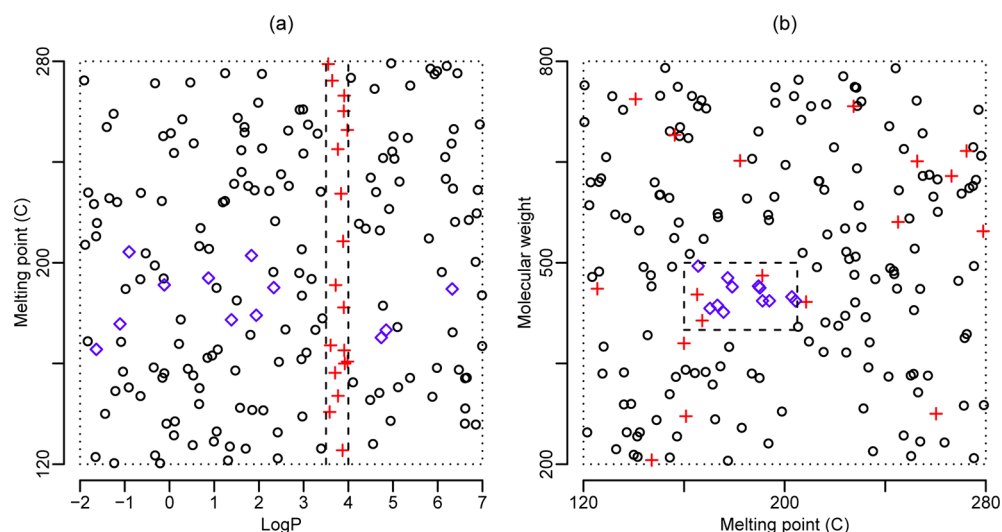 (a)
280
200
120
Melting point (C)
−2 −1 0 1 2 3 4 5 6 7
LogP
(b)
800
500
200
Molecular weight
120 200 280
Melting point (C)